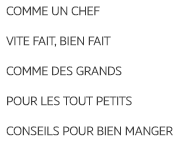 COMME UN CHEF
VITE FAIT, BIEN FAIT
COMME DES GRANDS
POUR LES TOUT PETITS
CONSEILS POUR BIEN MANGER